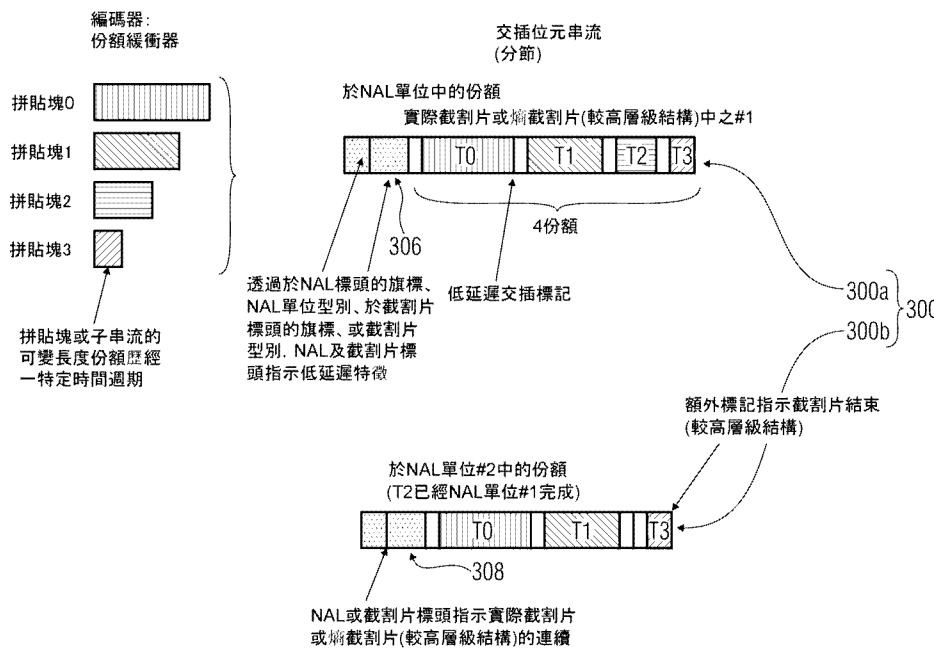 編碼器:
份額緩衝器
拼貼塊0
拼貼塊1
拼貼塊2
拼貼塊3
拼貼塊或子串流的
可變長度份額歷經
一特定時間週期
交插位元串流
(分節)
於NAL單位中的份額
實際截割片或熵截割片(較高層級結構)中之#1
T0
T1
T2
T3
306
4份額
透過於NAL標頭的旗標、
NAL單位型別、於截割片
標頭的旗標、或截割片
型別. NAL及截割片標
頭指示低延遲特徵
低延遲交插標記
300a
300b
300
額外標記指示截割片結束
(較高層級結構)
於NAL單位#2中的份額
(T2已經NAL單位#1完成)
T0
T1
T3
308
NAL或截割片標頭指示實際截割片
或熵截割片(較高層級結構)的連續